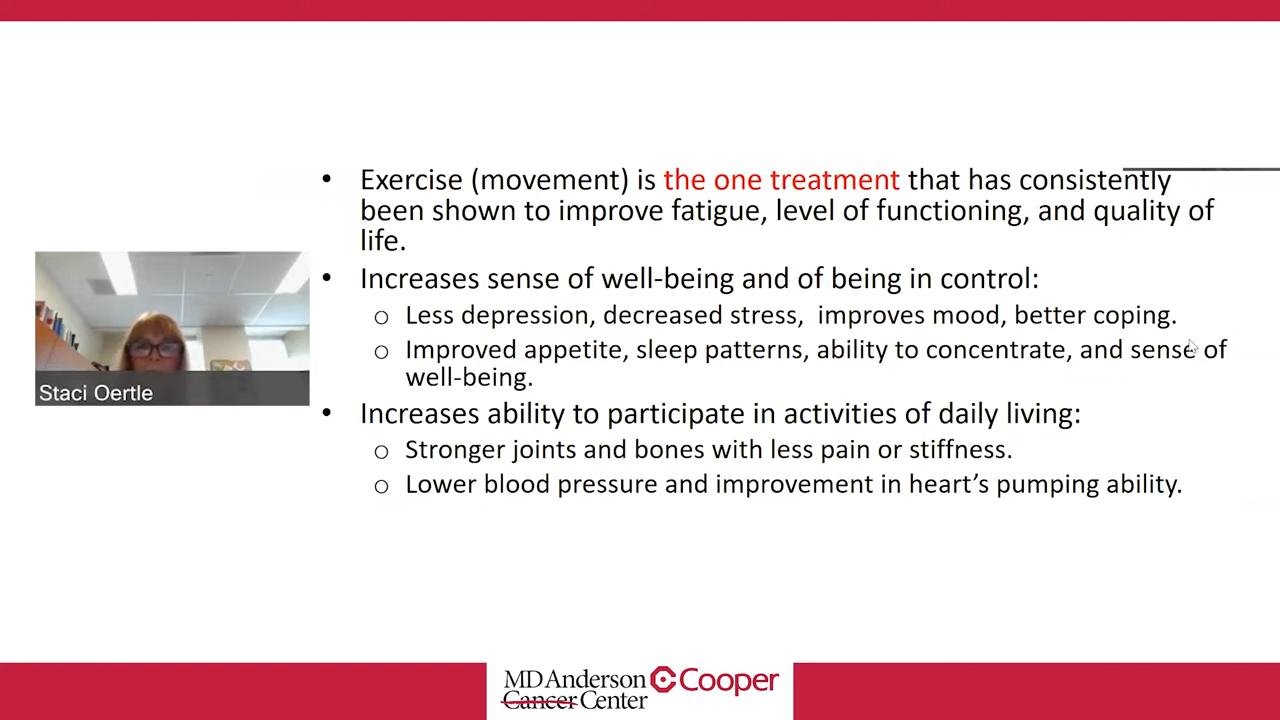 • Exercise (movement) is the one treatment that has consistently
been shown to improve fatigue, level of functioning, and quality of
life.
• Increases sense of well-being and of being in control:
o Less depression, decreased stress,  improves mood, better coping.
o Improved appetite, sleep patterns, ability to concentrate, and sense of
well-being.
Staci Oertle
• Increases ability to participate in activities of daily living:
o Stronger joints and bones with less pain or stiffness.
o Lower blood pressure and improvement in heart’s pumping ability.
MD Anderson Cooper
Cancer Center